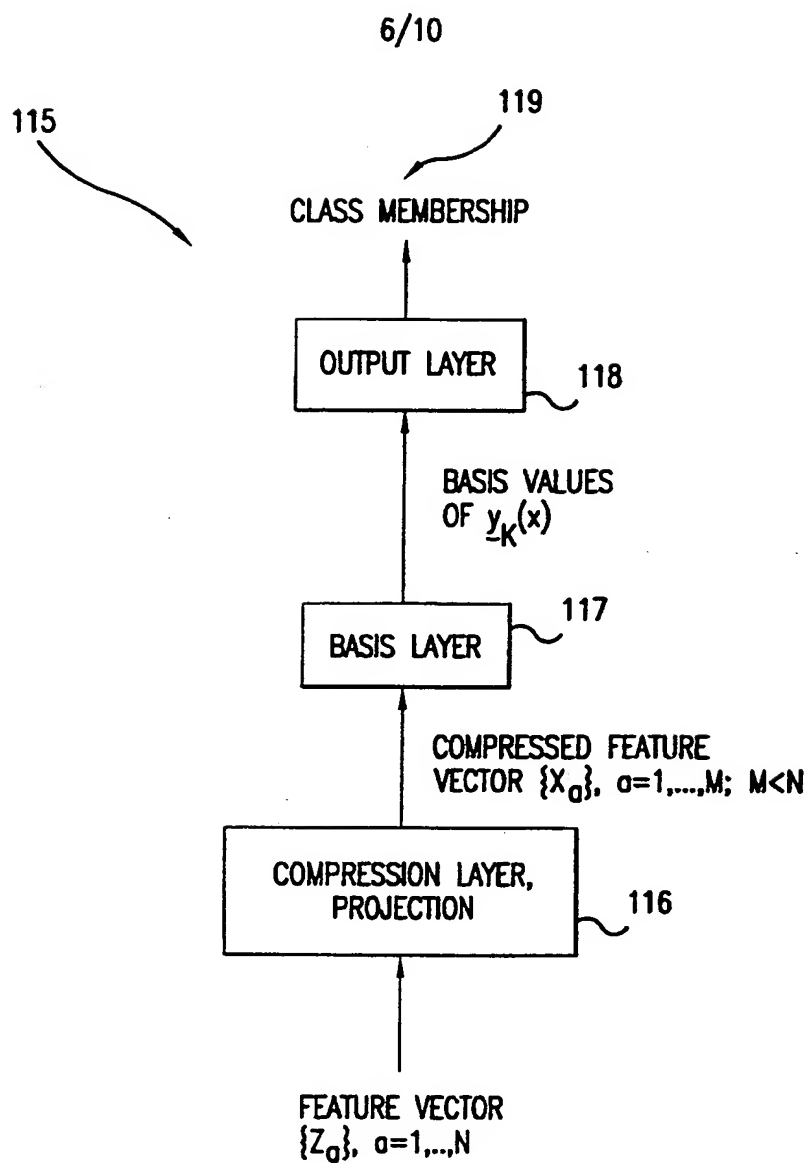 6/10
115
119
CLASS MEMBERSHIP
OUTPUT LAYER
118
BASIS VALUES
OF y_K(x)
117
BASIS LAYER
COMPRESSED FEATURE
VECTOR {X_a}, a=1,...,M; M<N
COMPRESSION LAYER,
PROJECTION
116
FEATURE VECTOR
{Z_a}, a=1,..,N